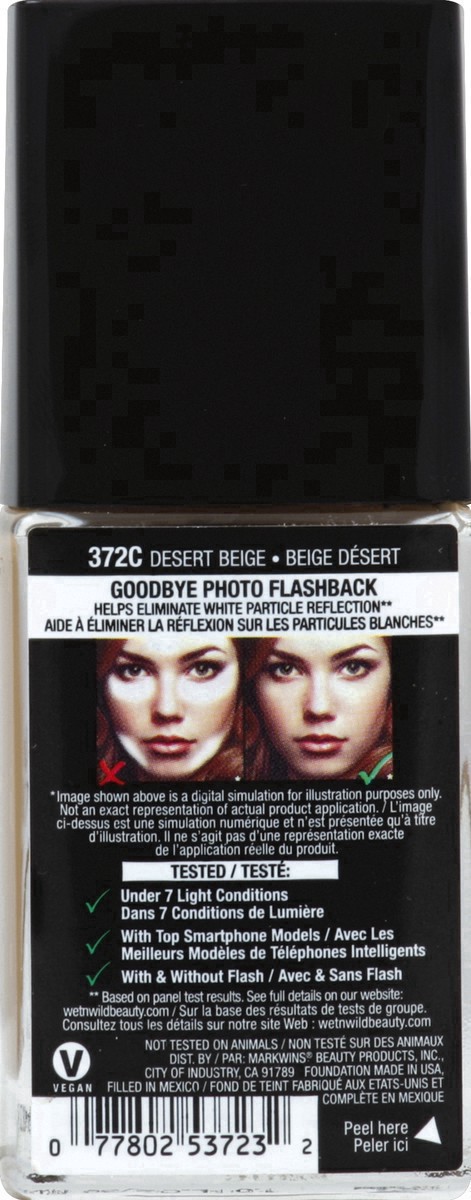 372C DESERT BEIGE • BEIGE DÉSERT
GOODBYE PHOTO FLASHBACK
HELPS ELIMINATE WHITE PARTICLE REFLECTION**
AIDE À ÉLIMINER LA RÉFLEXION SUR LES PARTICULES BLANCHES**
*Image shown above is a digital simulation for illustration purposes only.
Not an exact representation of actual product application. / L'image
ci-dessus est une simulation numérique et n'est présentée qu'à titre
d'illustration. Il ne s'agit pas d'une représentation exacte
de l'application réelle du produit.
TESTED / TESTÉ:
Under 7 Light Conditions
Dans 7 Conditions de Lumière
With Top Smartphone Models / Avec Les
Meilleurs Modèles de Téléphones Intelligents
With & Without Flash / Avec & Sans Flash
** Based on panel test results. See full details on our website:
wetnwildbeauty.com / Sur la base des résultats de tests de groupe.
Consultez tous les détails sur notre site Web : wetnwildbeauty.com
NOT TESTED ON ANIMALS / NON TESTÉ SUR DES ANIMAUX
DIST. BY / PAR: MARKWINS® BEAUTY PRODUCTS, INC.,
CITY OF INDUSTRY, CA 91789 FOUNDATION MADE IN USA,
FILLED IN MEXICO / FOND DE TEINT FABRIQUÉ AUX ETATS-UNIS ET
COMPLÈTE EN MEXIQUE
V
VEGAN
0 77802 53723 2
Peel here
Peler ici